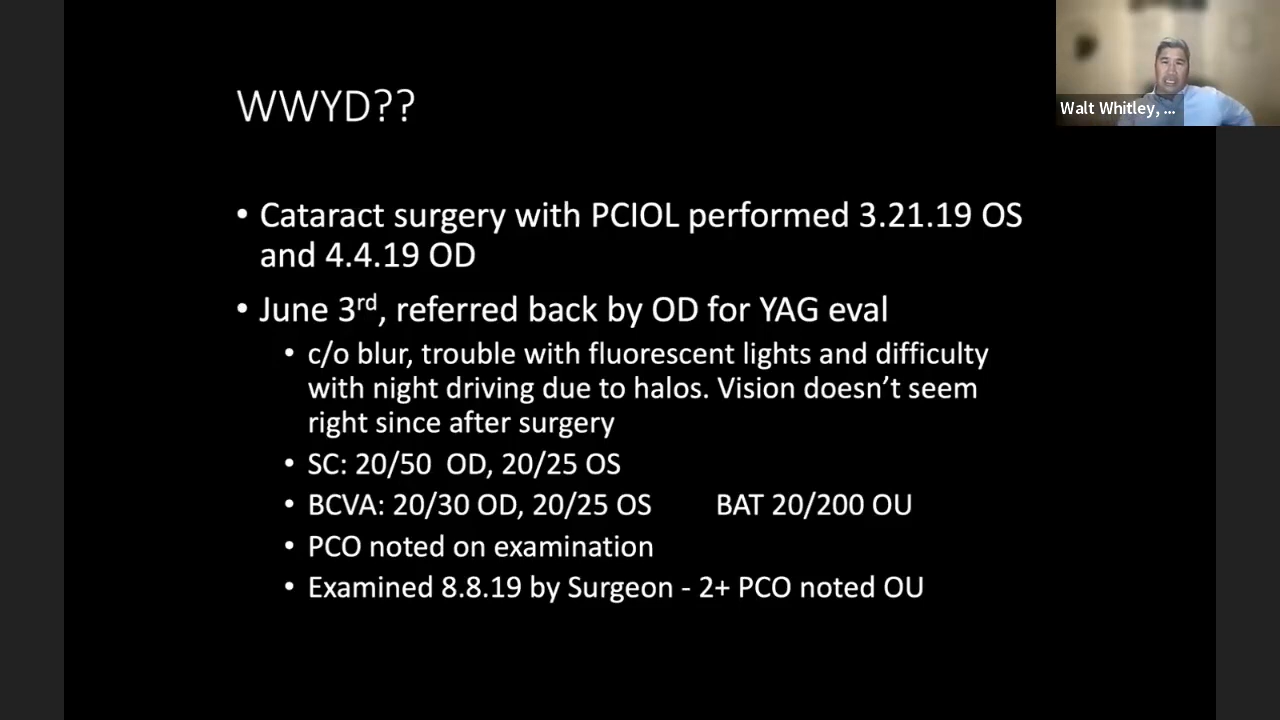 WWYD??
Walt Whitley, ...
• Cataract surgery with PCIOL performed 3.21.19 OS
and 4.4.19 OD
• June 3rd, referred back by OD for YAG eval
• c/o blur, trouble with fluorescent lights and difficulty
with night driving due to halos. Vision doesn’t seem
right since after surgery
• SC: 20/50 OD, 20/25 OS
• BCVA: 20/30 OD, 20/25 OS BAT 20/200 OU
• PCO noted on examination
• Examined 8.8.19 by Surgeon - 2+ PCO noted OU